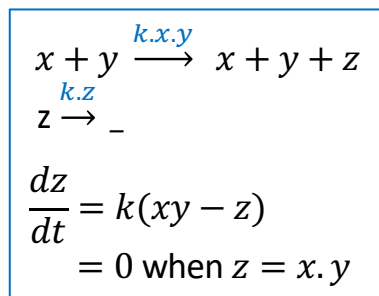 k.x.y
x + y ⟶ x + y + z
k.z
z → _
dz/dt = k(xy − z)
= 0 when z = x.y